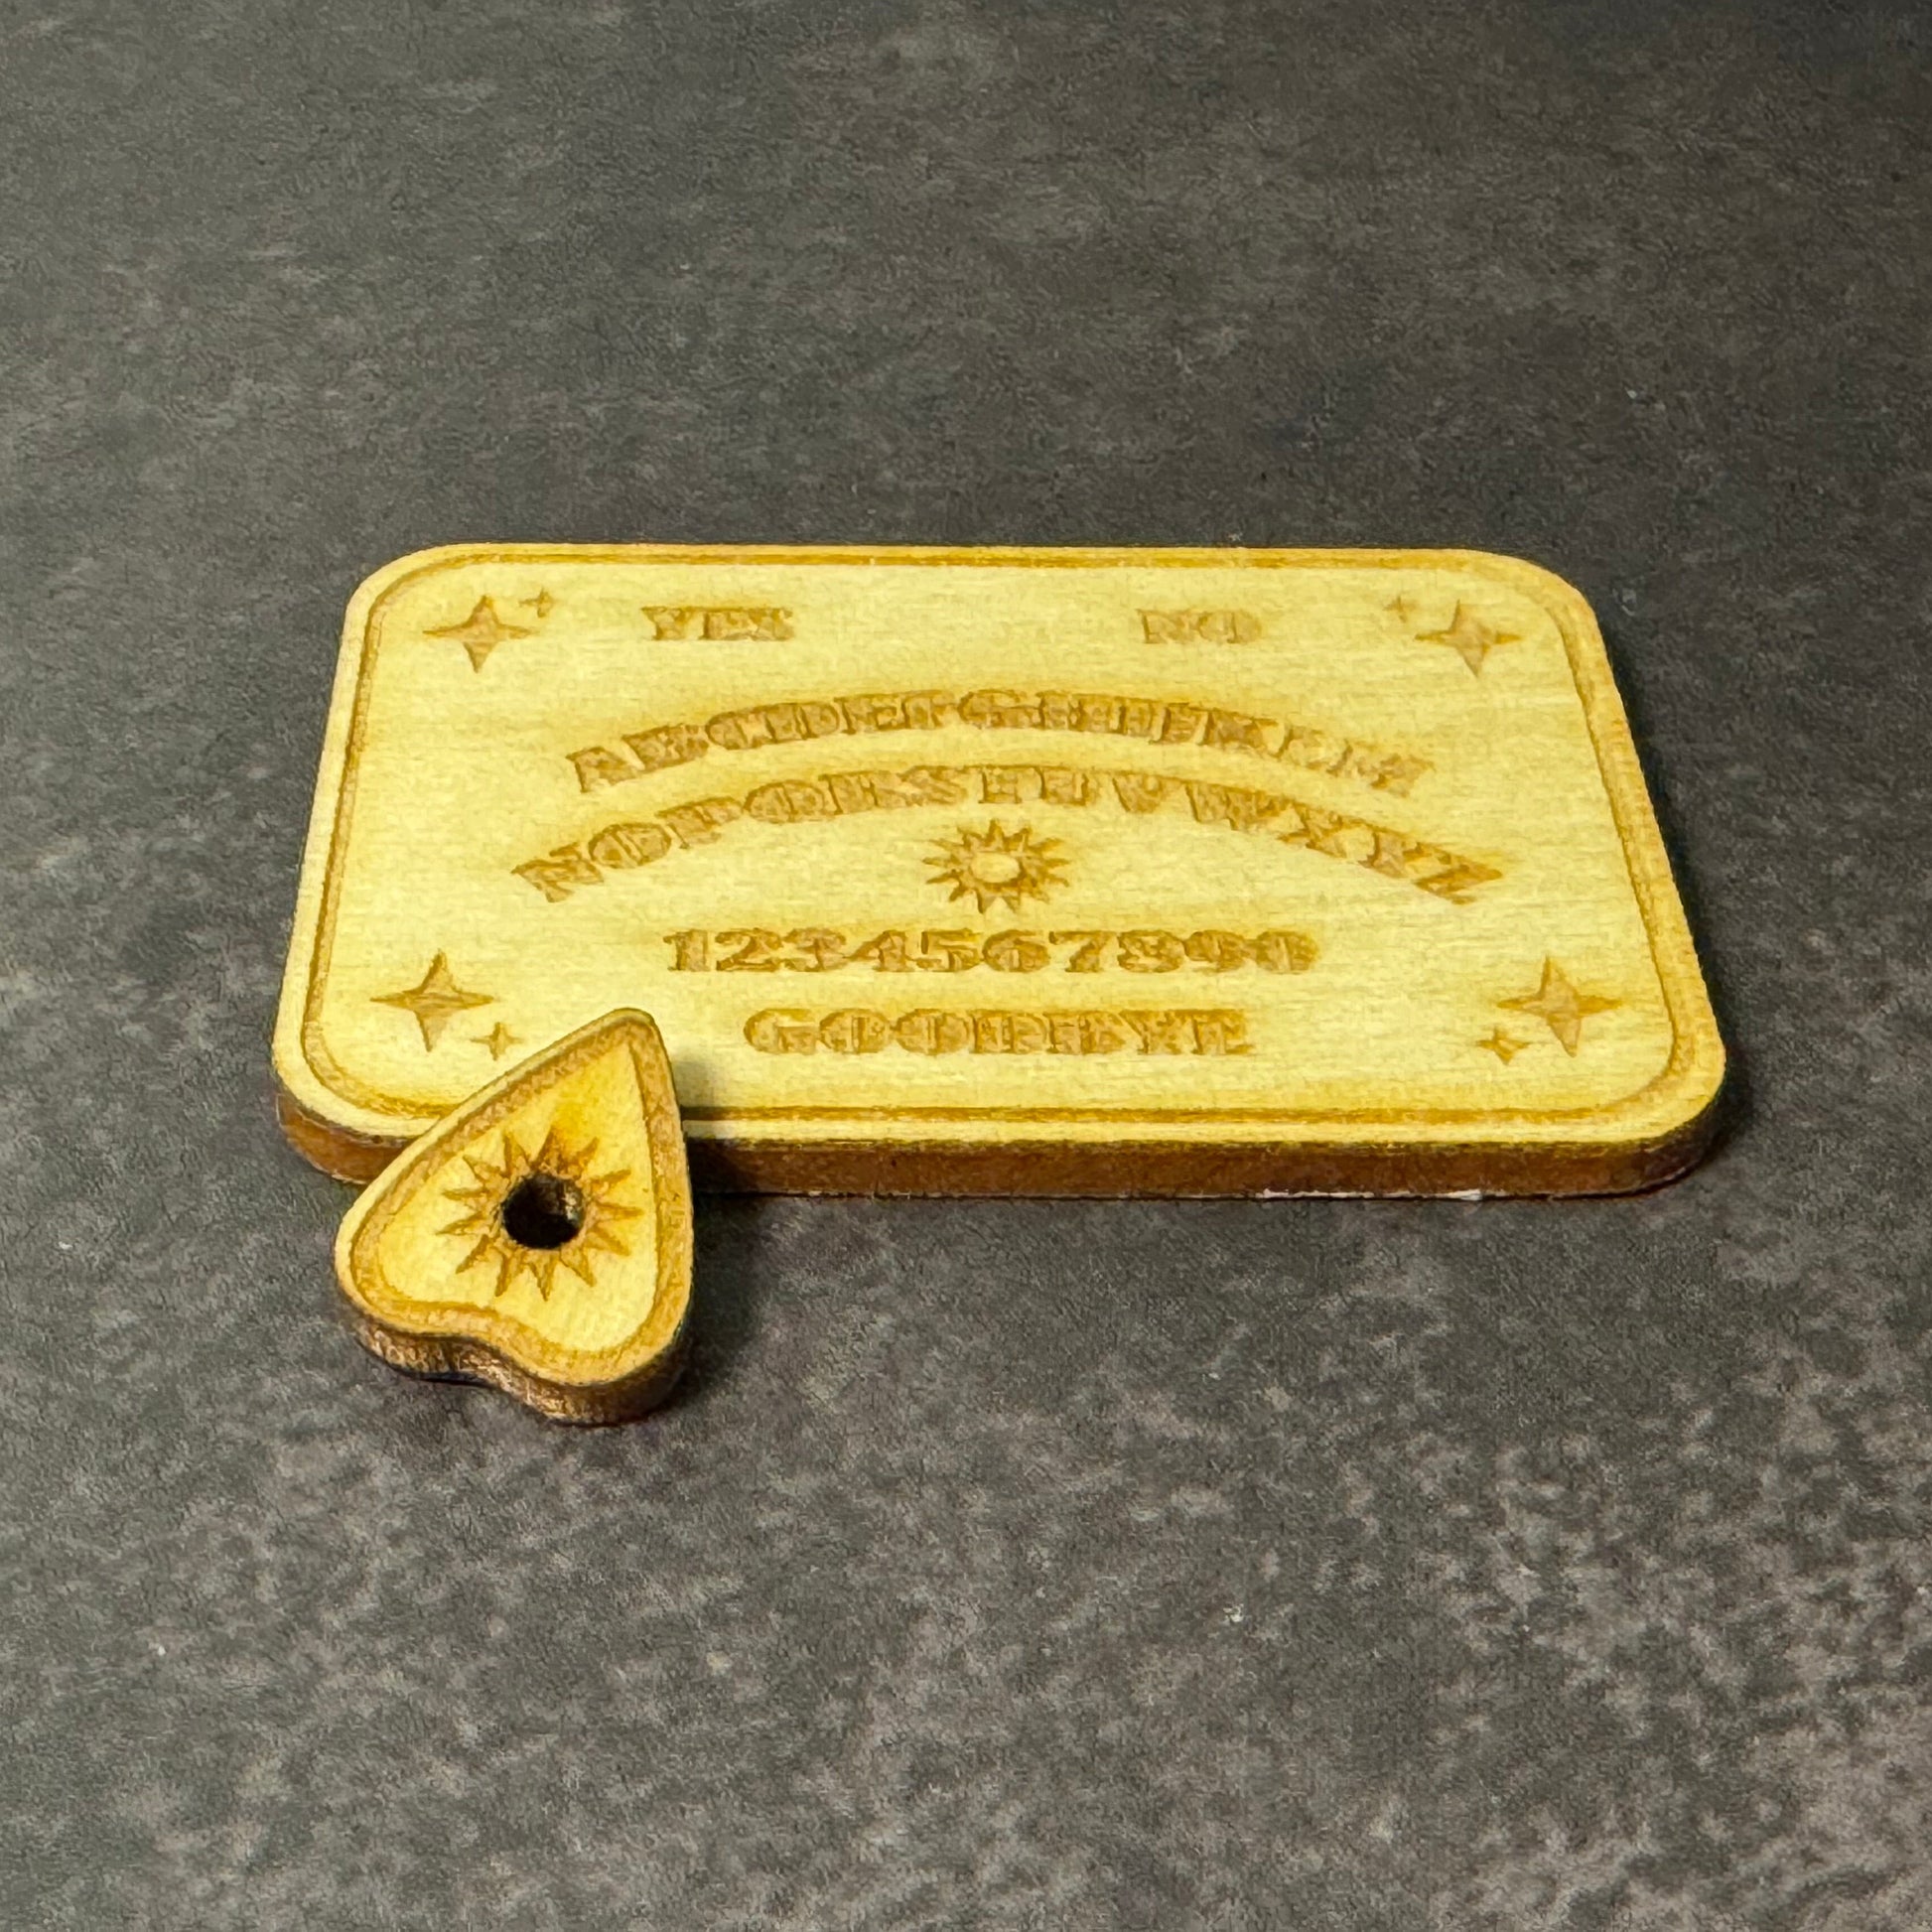 YES NO
ABCDEFGHIJKLM
NOPQRSTUVWXYZ
1234567890
GOODBYE